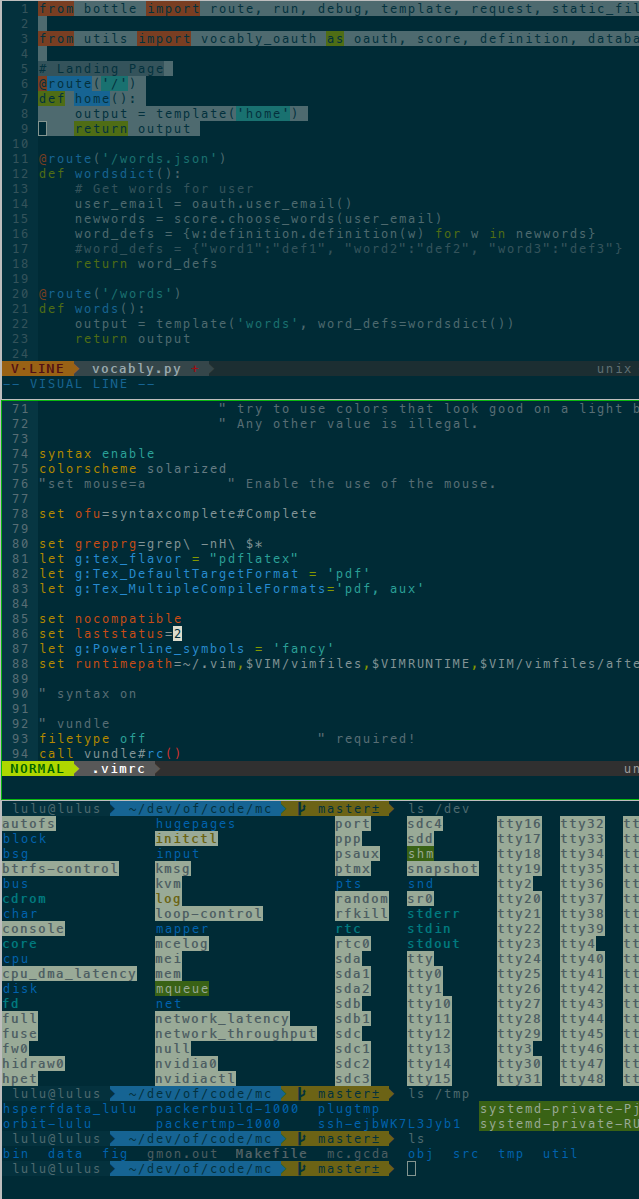 1 from bottle import route, run, debug, template, request, static_fil
2
3 from utils import vocably_oauth as oauth, score, definition, databa
4
5 # Landing Page
6 @route('/')
7 def home():
8 output = template('home')
9 return output
10
11 @route('/words.json')
12 def wordsdict():
13 # Get words for user
14 user_email = oauth.user_email()
15 newwords = score.choose_words(user_email)
16 word_defs = {w:definition.definition(w) for w in newwords}
17 #word_defs = {"word1":"def1", "word2":"def2", "word3":"def3"}
18 return word_defs
19
20 @route('/words')
21 def words():
22 output = template('words', word_defs=wordsdict())
23 return output
24
V·LINE vocably.py + unix
-- VISUAL LINE --
71 " try to use colors that look good on a light b
72 " Any other value is illegal.
73
74 syntax enable
75 colorscheme solarized
76 "set mouse=a " Enable the use of the mouse.
77
78 set ofu=syntaxcomplete#Complete
79
80 set grepprg=grep\ -nH\ $*
81 let g:tex_flavor = "pdflatex"
82 let g:Tex_DefaultTargetFormat = 'pdf'
83 let g:Tex_MultipleCompileFormats='pdf, aux'
84
85 set nocompatible
86 set laststatus=2
87 let g:Powerline_symbols = 'fancy'
88 set runtimepath=~/.vim,$VIM/vimfiles,$VIMRUNTIME,$VIM/vimfiles/afte
89
90 " syntax on
91
92 " vundle
93 filetype off " required!
94 call vundle#rc()
NORMAL .vimrc un
lulu@lulus ~/dev/of/code/mc master± ls /dev
autofs hugepages port sdc4 tty16 tty32 tt
block initctl ppp sdd tty17 tty33 tt
bsg input psaux shm tty18 tty34 tt
btrfs-control kmsg ptmx snapshot tty19 tty35 tt
bus kvm pts snd tty2 tty36 tt
cdrom log random sr0 tty20 tty37 tt
char loop-control rfkill stderr tty21 tty38 tt
console mapper rtc stdin tty22 tty39 tt
core mcelog rtc0 stdout tty23 tty4 tt
cpu mei sda tty tty24 tty40 tt
cpu_dma_latency mem sda1 tty0 tty25 tty41 tt
disk mqueue sda2 tty1 tty26 tty42 tt
fd net sdb tty10 tty27 tty43 tt
full network_latency sdb1 tty11 tty28 tty44 tt
fuse network_throughput sdc tty12 tty29 tty45 tt
fw0 null sdc1 tty13 tty3 tty46 tt
hidraw0 nvidia0 sdc2 tty14 tty30 tty47 tt
hpet nvidiactl sdc3 tty15 tty31 tty48 tt
lulu@lulus ~/dev/of/code/mc master± ls /tmp
hsperfdata_lulu packerbuild-1000 plugtmp systemd-private-Pj
orbit-lulu packertmp-1000 ssh-ejbWK7L3Jyb1 systemd-private-RU
lulu@lulus ~/dev/of/code/mc master± ls
bin data fig gmon.out Makefile mc.gcda obj src tmp util
lulu@lulus ~/dev/of/code/mc master±